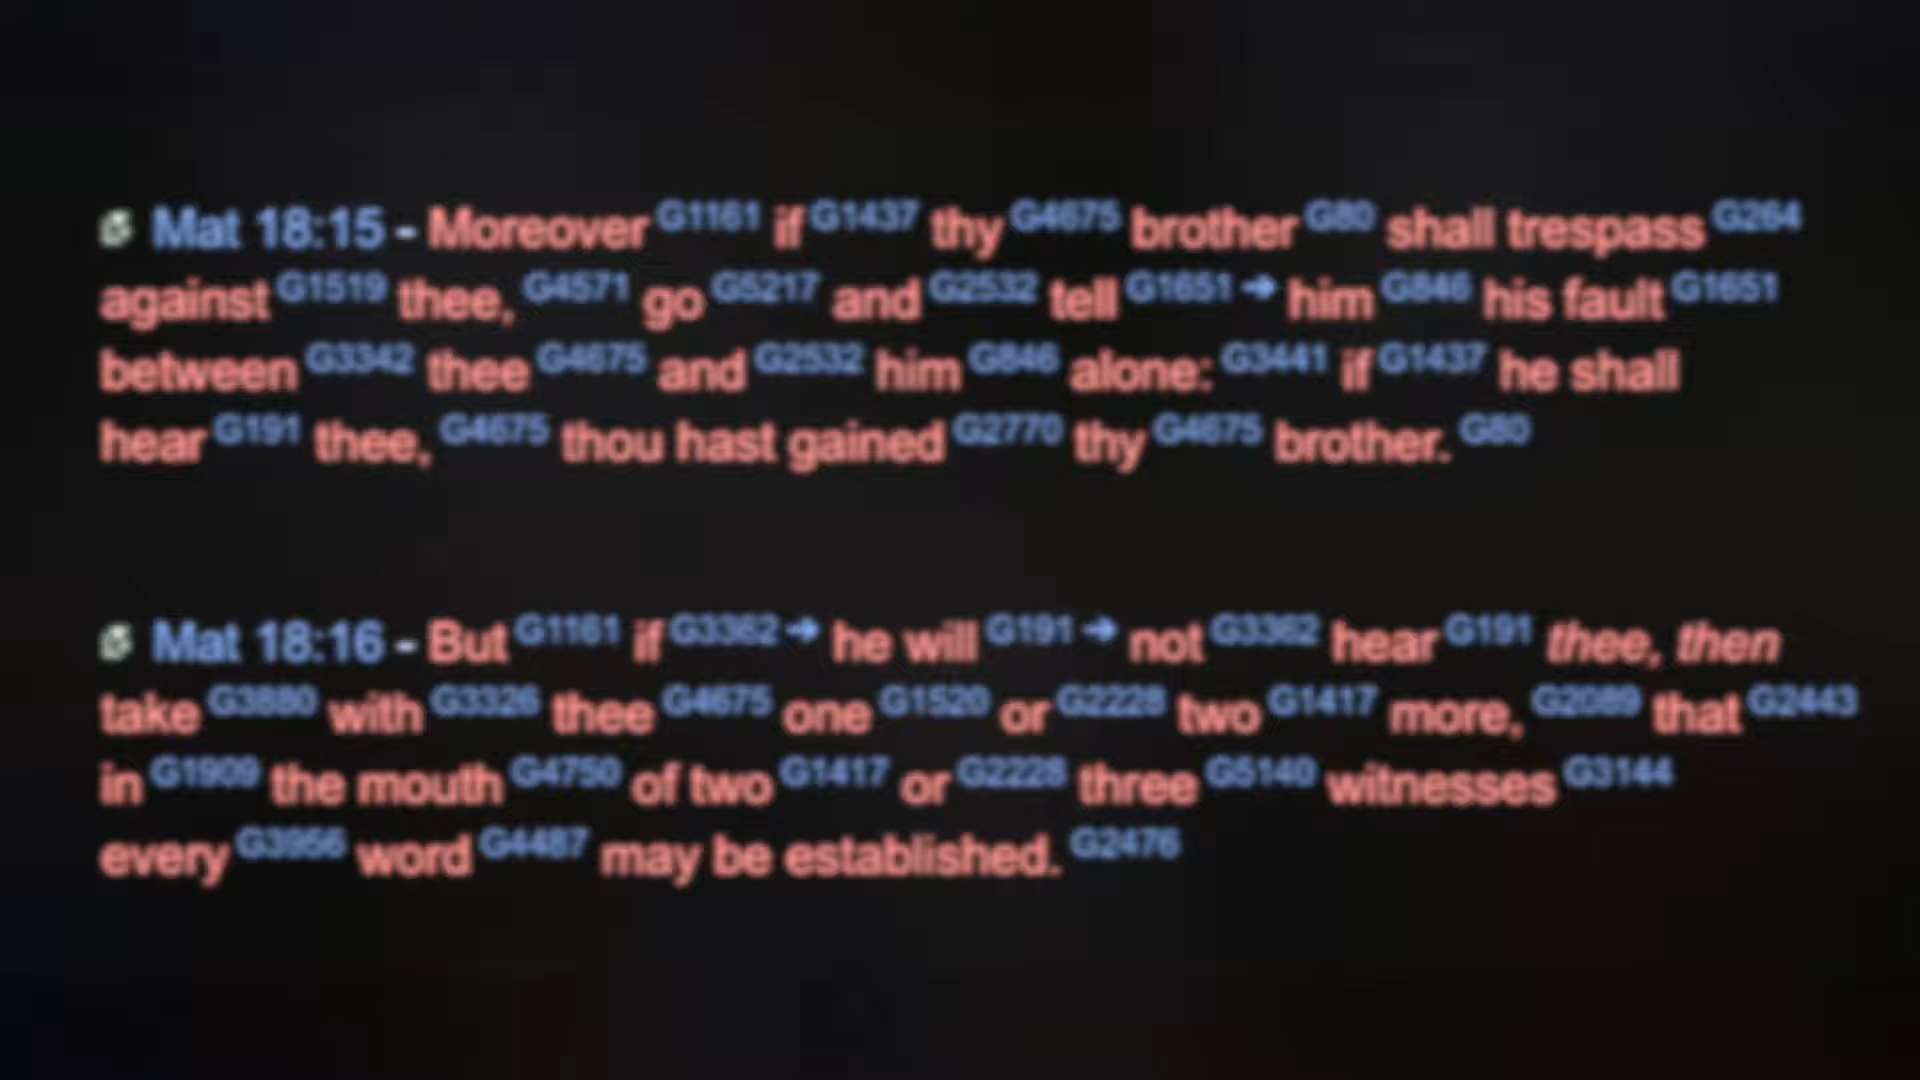 Mat 18:15 - Moreover G1161 if G1437 thy G4675 brother G80 shall trespass G264
against G1519 thee, G4571 go G5217 and G2532 tell G1651 → him G846 his fault G1651
between G3342 thee G4675 and G2532 him G846 alone: G3441 if G1437 he shall
hear G191 thee, G4675 thou hast gained G2770 thy G4675 brother. G80
Mat 18:16 - But G1161 if G3362 → he will G191 → not G3362 hear G191 thee, then
take G3880 with G3326 thee G4675 one G1520 or G2228 two G1417 more, G2089 that G2443
in G1909 the mouth G4750 of two G1417 or G2228 three G5140 witnesses G3144
every G3956 word G4487 may be established. G2476